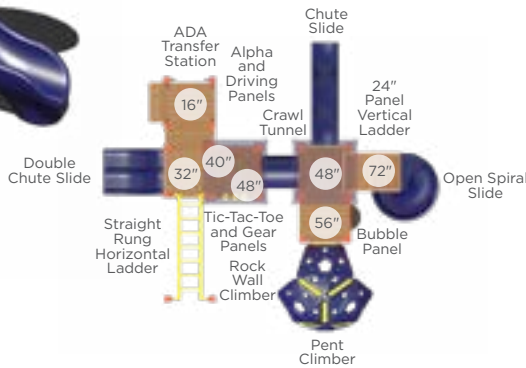 Chute
Slide
ADA
Transfer
Station
Alpha
and
Driving
Panels
24"
Panel
Vertical
Ladder
Crawl
Tunnel
16"
Double
Chute Slide
32"
40"
48"
48"
72"
Open Spiral
Slide
56"
Bubble
Panel
Straight
Rung
Horizontal
Ladder
Tic-Tac-Toe
and Gear
Panels
Rock
Wall
Climber
Pent
Climber